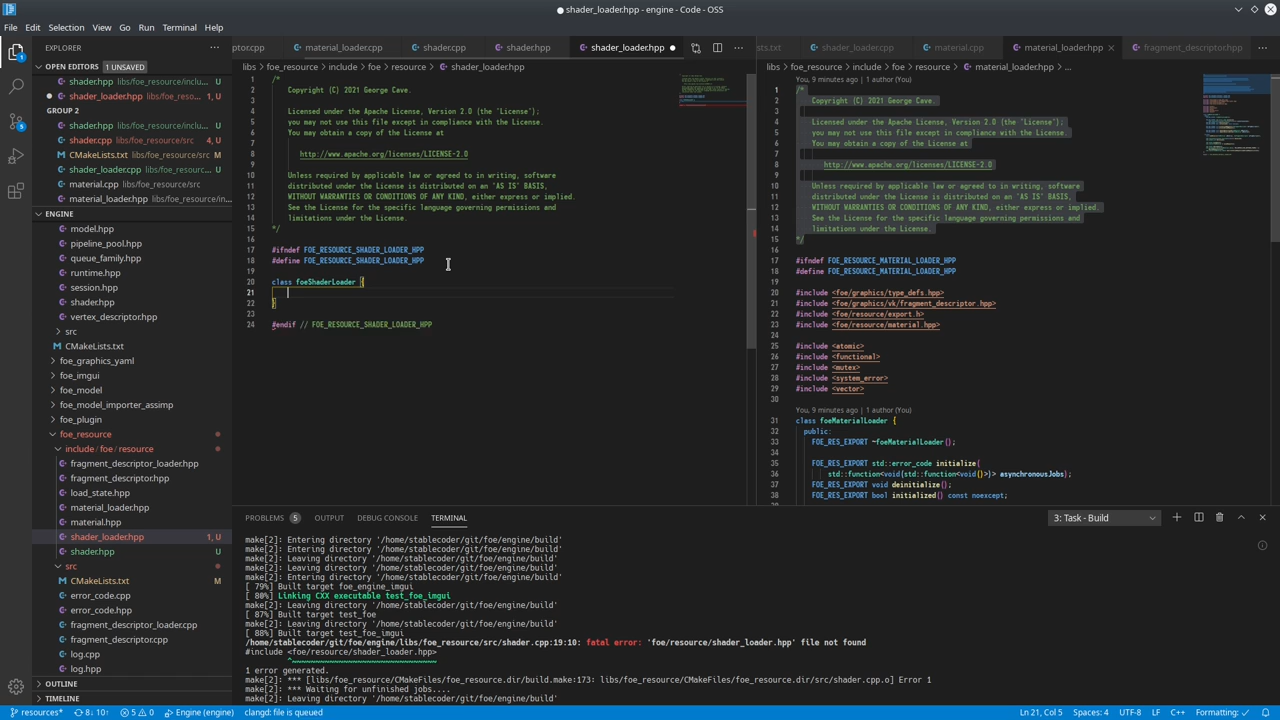 ● shader_loader.hpp - engine - Code - OSS
File Edit Selection View Go Run Terminal Help
EXPLORER
OPEN EDITORS 1 UNSAVED
shader.hpp libs/foe_resource/inclu... U
shader_loader.hpp libs/foe_reso... 1, U
GROUP 2
shader.hpp libs/foe_resource/inclu... U
shader.cpp libs/foe_resource/src 4, U
CMakeLists.txt libs/foe_resource M
shader_loader.cpp libs/foe_resou... U
material.cpp libs/foe_resource/src
material_loader.hpp libs/foe_resour...
ENGINE
model.hpp
pipeline_pool.hpp
queue_family.hpp
runtime.hpp
session.hpp
shader.hpp
vertex_descriptor.hpp
src
CMakeLists.txt
foe_graphics_yaml
foe_imgui
foe_model
foe_model_importer_assimp
foe_plugin
foe_resource
include/foe/resource
fragment_descriptor_loader.hpp
fragment_descriptor.hpp
load_state.hpp
material_loader.hpp
material.hpp
shader_loader.hpp 1, U
shader.hpp U
src
CMakeLists.txt M
error_code.cpp
error_code.hpp
fragment_descriptor_loader.cpp
fragment_descriptor.cpp
log.cpp
log.hpp
OUTLINE
TIMELINE
ptor.cpp material_loader.cpp shader.cpp shader.hpp shader_loader.hpp ●
libs > foe_resource > include > foe > resource > shader_loader.hpp
1 /*
2 Copyright (C) 2021 George Cave.
3
4 Licensed under the Apache License, Version 2.0 (the "License");
5 you may not use this file except in compliance with the License.
6 You may obtain a copy of the License at
7
8 http://www.apache.org/licenses/LICENSE-2.0
9
10 Unless required by applicable law or agreed to in writing, software
11 distributed under the License is distributed on an "AS IS" BASIS,
12 WITHOUT WARRANTIES OR CONDITIONS OF ANY KIND, either express or implied.
13 See the License for the specific language governing permissions and
14 limitations under the License.
15 */
16
17 #ifndef FOE_RESOURCE_SHADER_LOADER_HPP
18 #define FOE_RESOURCE_SHADER_LOADER_HPP
19
20 class foeShaderLoader {
21
22 }
23
24 #endif // FOE_RESOURCE_SHADER_LOADER_HPP
sts.txt shader_loader.cpp material.cpp material_loader.hpp fragment_descriptor.hpp
libs > foe_resource > include > foe > resource > material_loader.hpp > ...
You, 9 minutes ago | 1 author (You)
1 /*
2 Copyright (C) 2021 George Cave.
3
4 Licensed under the Apache License, Version 2.0 (the "License");
5 you may not use this file except in compliance with the License.
6 You may obtain a copy of the License at
7
8 http://www.apache.org/licenses/LICENSE-2.0
9
10 Unless required by applicable law or agreed to in writing, software
11 distributed under the License is distributed on an "AS IS" BASIS,
12 WITHOUT WARRANTIES OR CONDITIONS OF ANY KIND, either express or implied.
13 See the License for the specific language governing permissions and
14 limitations under the License.
15 */
16
17 #ifndef FOE_RESOURCE_MATERIAL_LOADER_HPP
18 #define FOE_RESOURCE_MATERIAL_LOADER_HPP
19
20 #include <foe/graphics/type_defs.hpp>
21 #include <foe/graphics/vk/fragment_descriptor.hpp>
22 #include <foe/resource/export.h>
23 #include <foe/resource/material.hpp>
24
25 #include <atomic>
26 #include <functional>
27 #include <mutex>
28 #include <system_error>
29 #include <vector>
30
You, 9 minutes ago | 1 author (You)
31 class foeMaterialLoader {
32 public:
33 FOE_RES_EXPORT ~foeMaterialLoader();
34
35 FOE_RES_EXPORT std::error_code initialize(
36 std::function<void(std::function<void()>)> asynchronousJobs);
37 FOE_RES_EXPORT void deinitialize();
38 FOE_RES_EXPORT bool initialized() const noexcept;
PROBLEMS 5 OUTPUT DEBUG CONSOLE TERMINAL 3: Task - Build
make[2]: Entering directory '/home/stablecoder/git/foe/engine/build'
make[2]: Entering directory '/home/stablecoder/git/foe/engine/build'
make[2]: Leaving directory '/home/stablecoder/git/foe/engine/build'
make[2]: Leaving directory '/home/stablecoder/git/foe/engine/build'
make[2]: Entering directory '/home/stablecoder/git/foe/engine/build'
[ 79%] Built target foe_engine_imgui
[ 80%] Linking CXX executable test_foe_imgui
make[2]: Leaving directory '/home/stablecoder/git/foe/engine/build'
[ 87%] Built target test_foe
make[2]: Leaving directory '/home/stablecoder/git/foe/engine/build'
[ 88%] Built target test_foe_imgui
/home/stablecoder/git/foe/engine/libs/foe_resource/src/shader.cpp:19:10: fatal error: 'foe/resource/shader_loader.hpp' file not found
#include <foe/resource/shader_loader.hpp>
^~~~~~~~~~~~~~~~~~~~~~~~~~~~~~~~
1 error generated.
make[2]: *** [libs/foe_resource/CMakeFiles/foe_resource.dir/build.make:173: libs/foe_resource/CMakeFiles/foe_resource.dir/src/shader.cpp.o] Error 1
make[2]: *** Waiting for unfinished jobs....
make[2]: Leaving directory '/home/stablecoder/git/foe/engine/build'
resources* 8↓ 10↑ 5 0 Engine (engine) clangd: file is queued Ln 21, Col 5 Spaces: 4 UTF-8 LF C++ Formatting: ✓